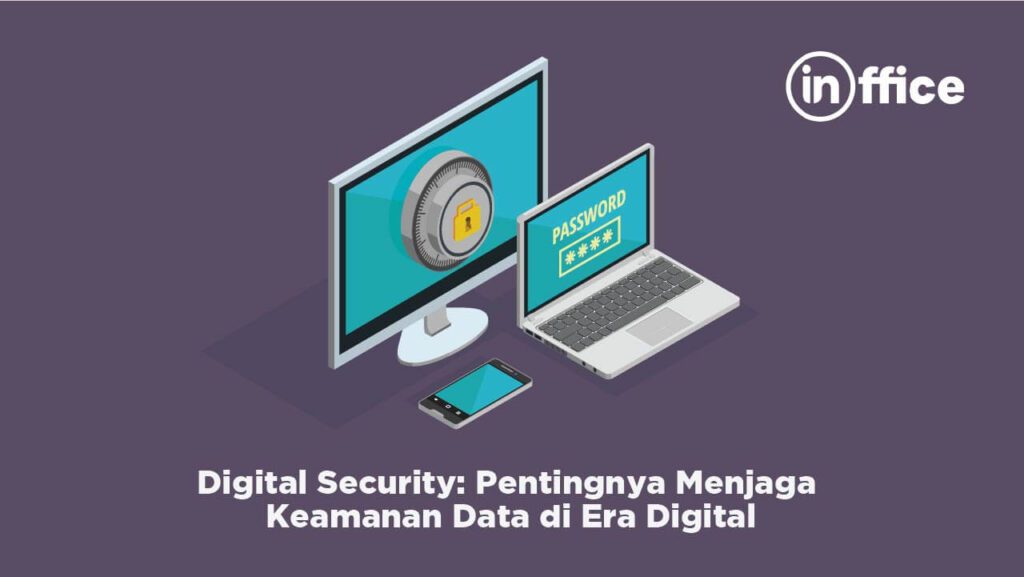 inffice
PASSWORD
****
Digital Security: Pentingnya Menjaga
Keamanan Data di Era Digital